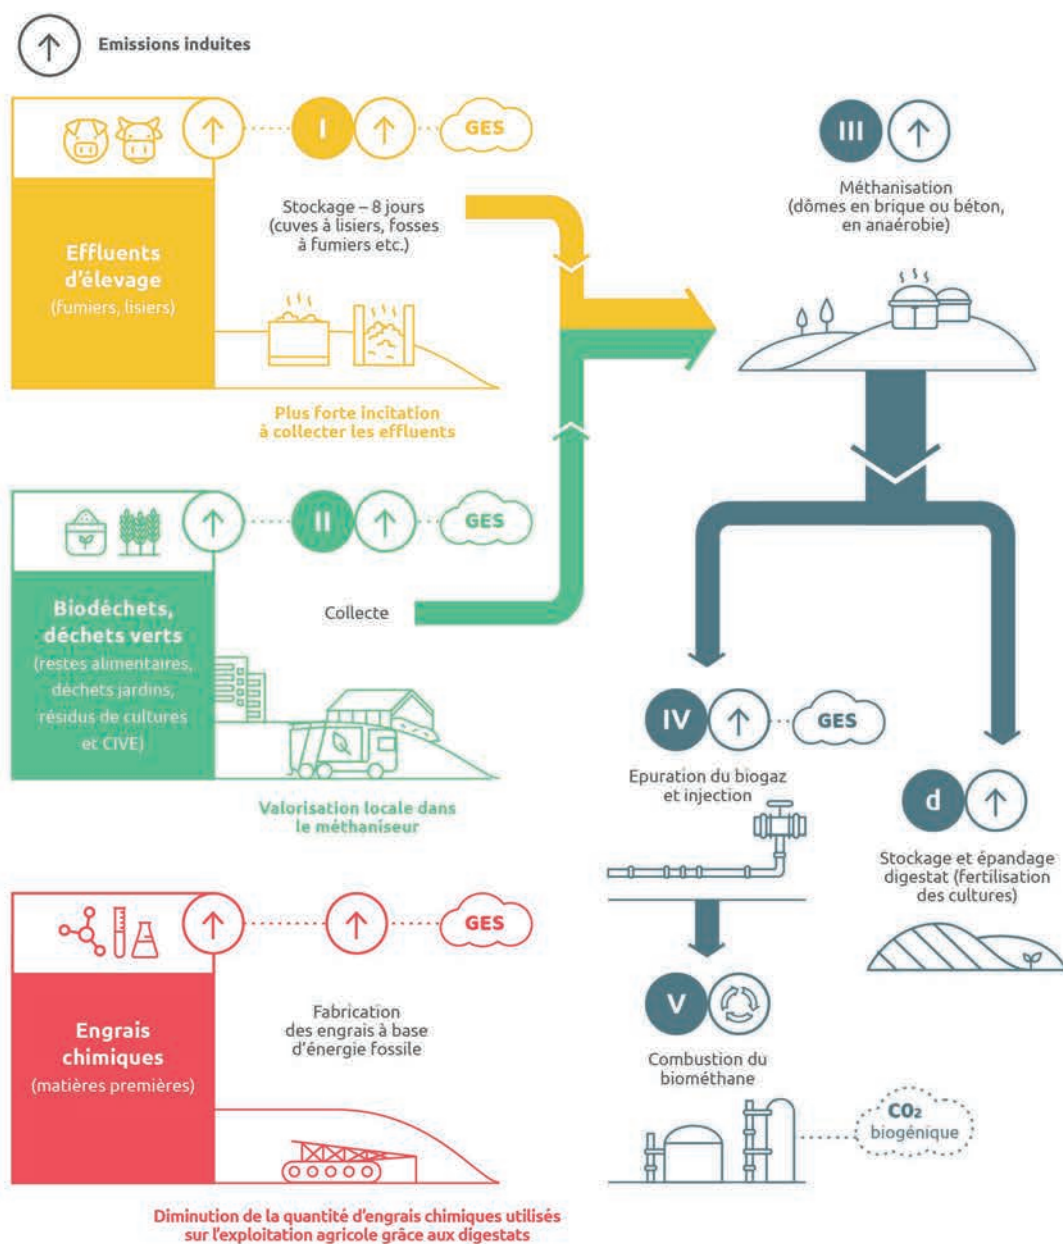 Emissions induites
I
GES
Stockage – 8 jours
(cuves à lisiers, fosses
à fumiers etc.)
Effluents
d'élevage
(fumiers, lisiers)
Plus forte incitation
à collecter les effluents
II
GES
Collecte
Biodéchets,
déchets verts
(restes alimentaires,
déchets jardins,
résidus de cultures
et CIVE)
Valorisation locale dans
le méthaniseur
GES
Fabrication
des engrais à base
d'énergie fossile
Engrais
chimiques
(matières premières)
Diminution de la quantité d'engrais chimiques utilisés
sur l'exploitation agricole grâce aux digestats
III
Méthanisation
(dômes en brique ou béton,
en anaérobie)
IV
GES
Epuration du biogaz
et injection
d
Stockage et épandage
digestat (fertilisation
des cultures)
V
Combustion du
biométhane
CO₂
biogénique